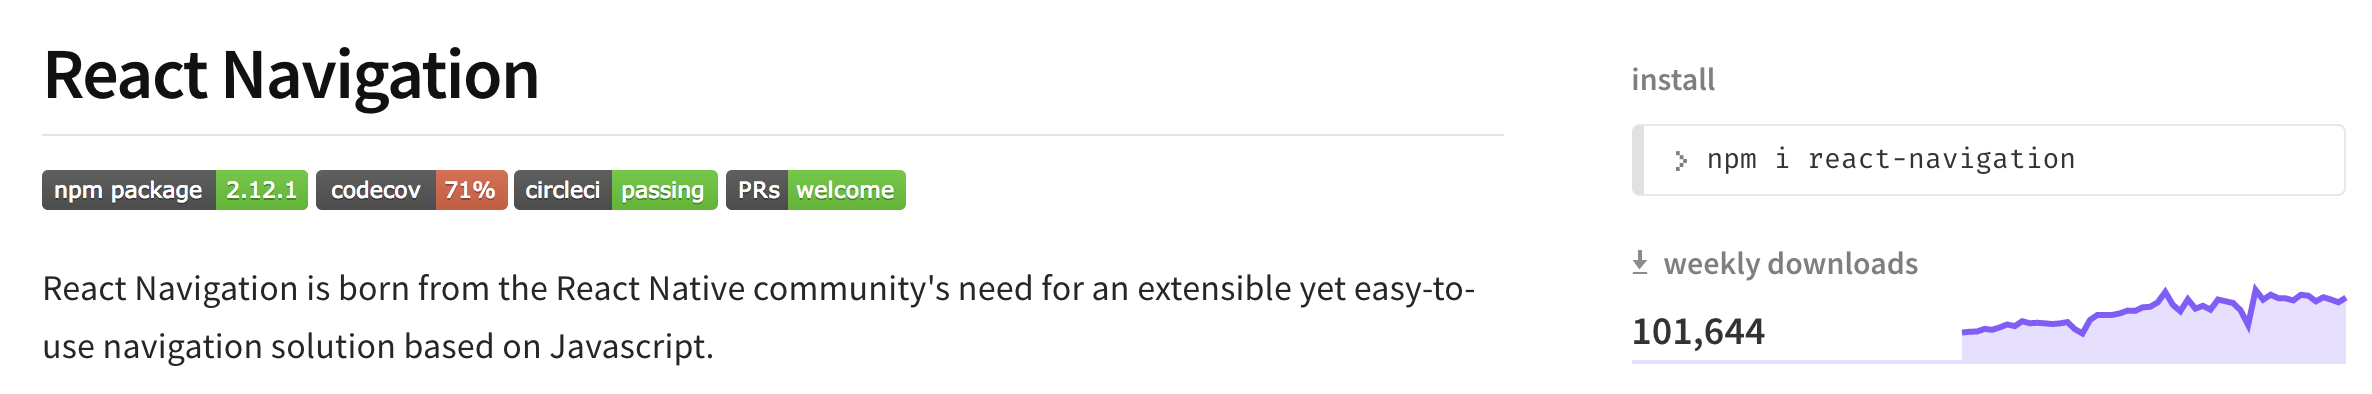 React Navigation
npm package 2.12.1 codecov 71% circleci passing PRs welcome
React Navigation is born from the React Native community's need for an extensible yet easy-to-
use navigation solution based on Javascript.
install
npm i react-navigation
weekly downloads
101,644